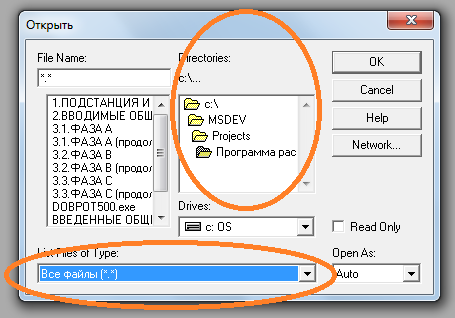 Открыть
File Name:
*.*
1.ПОДСТАНЦИЯ И
2.ВВОДИМЫЕ ОБЩ
3.1.ФАЗА А
3.1.ФАЗА А (продол
3.2.ФАЗА В
3.2.ФАЗА В (продол
3.3.ФАЗА С
3.3.ФАЗА С (продол
DOBPOT500.exe
ВВЕДЕННЫЕ ОБЩІ
Directories:
c:\...
c:\
MSDEV
Projects
Программа рас
OK
Cancel
Help
Network...
Drives:
c: OS
Read Only
List Files of Type:
Все файлы (*.*)
Open As:
Auto